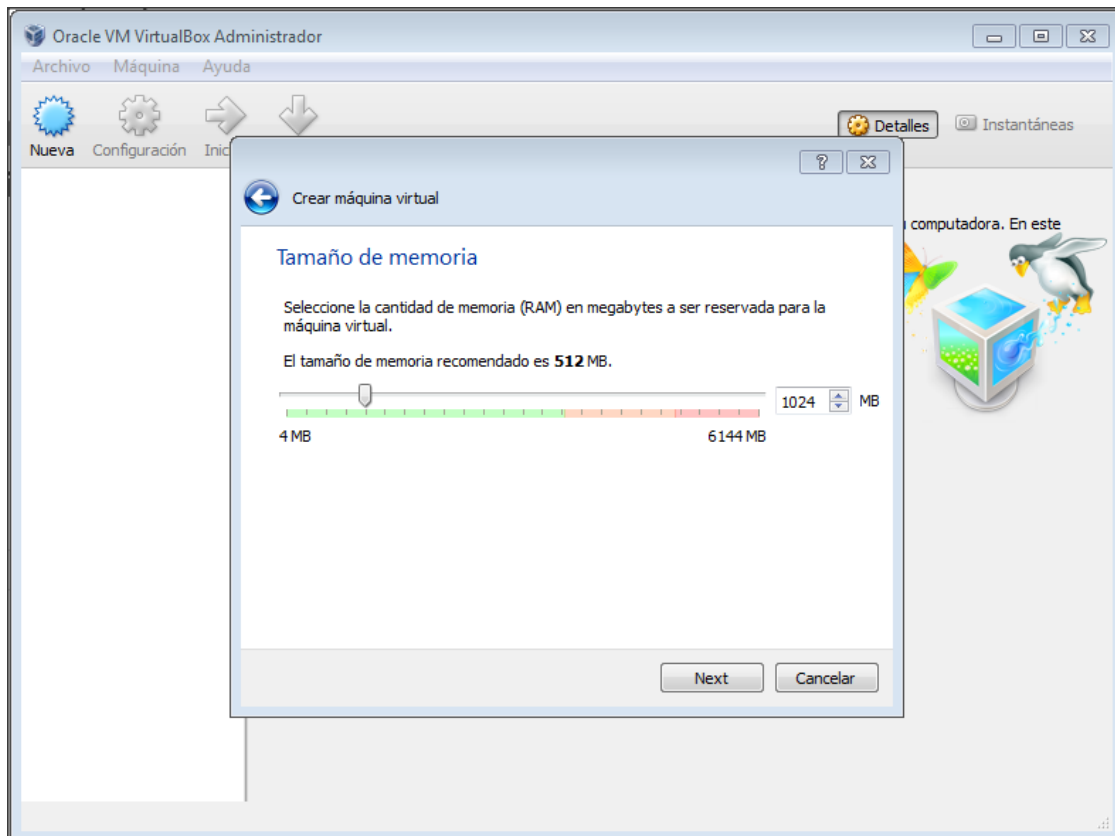 Oracle VM VirtualBox Administrador
Archivo Máquina Ayuda
Nueva Configuración Inic
Detalles Instantáneas
Crear máquina virtual
computadora. En este
Tamaño de memoria
Seleccione la cantidad de memoria (RAM) en megabytes a ser reservada para la
máquina virtual.
El tamaño de memoria recomendado es 512 MB.
1024 MB
4 MB 6144 MB
Next Cancelar